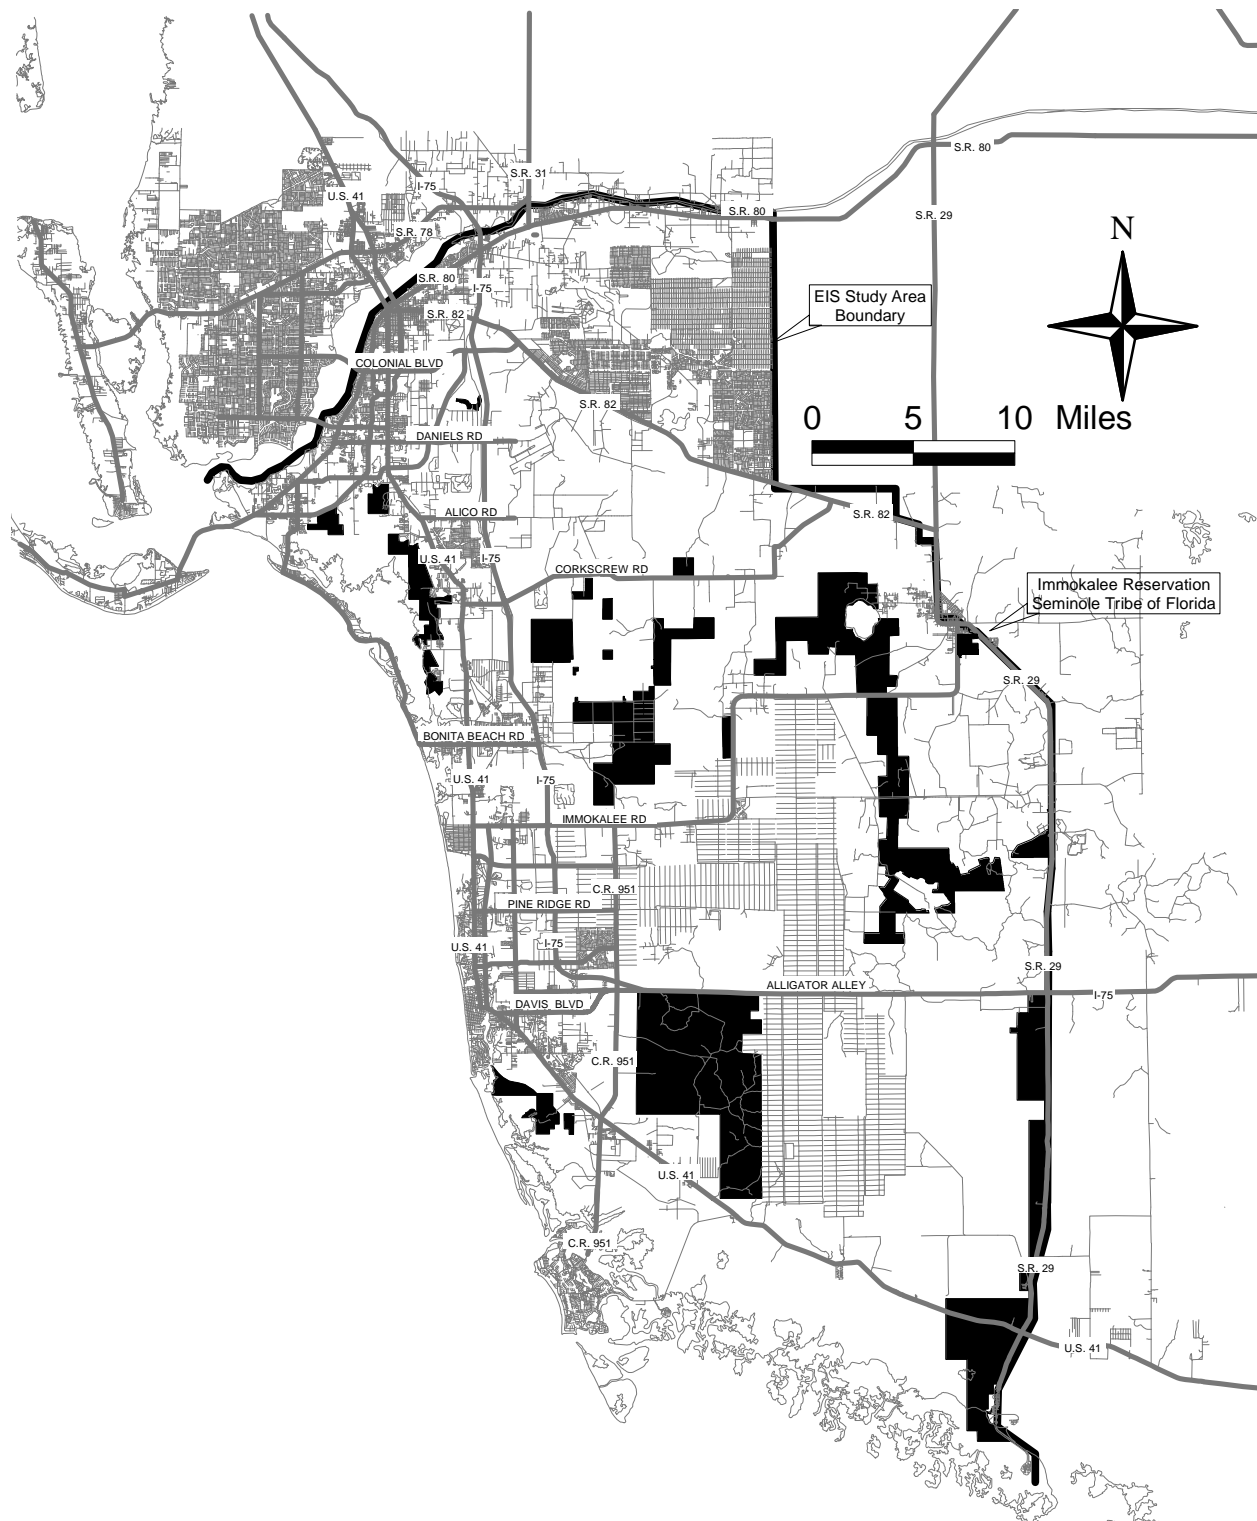 S.R. 80
S.R. 31
I-75
U.S. 41
S.R. 80
S.R. 29
S.R. 78
N
S.R. 80
I-75
EIS Study Area
Boundary
S.R. 82
COLONIAL BLVD
S.R. 82
0 5 10 Miles
DANIELS RD
ALICO RD
S.R. 82
U.S. 41
I-75
CORKSCREW RD
Immokalee Reservation
Seminole Tribe of Florida
S.R. 29
BONITA BEACH RD
U.S. 41
I-75
IMMOKALEE RD
C.R. 951
PINE RIDGE RD
U.S. 41
I-75
S.R. 29
ALLIGATOR ALLEY
I-75
DAVIS BLVD
C.R. 951
U.S. 41
C.R. 951
S.R. 29
U.S. 41